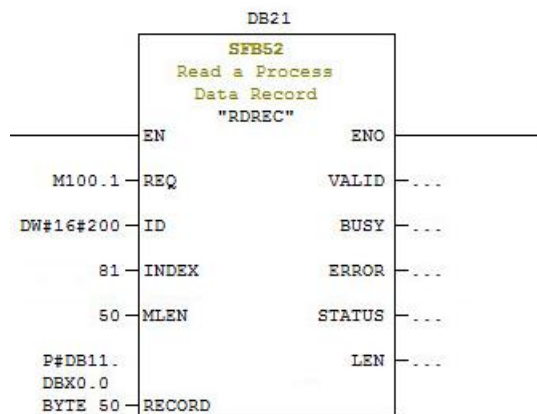 DB21
SFB52
Read a Process
Data Record
"RDREC"
EN ENO
M100.1 REQ VALID ...
DW#16#200 ID BUSY ...
81 INDEX ERROR ...
50 MLEN STATUS ...
P#DB11. LEN ...
DBX0.0
BYTE 50 RECORD